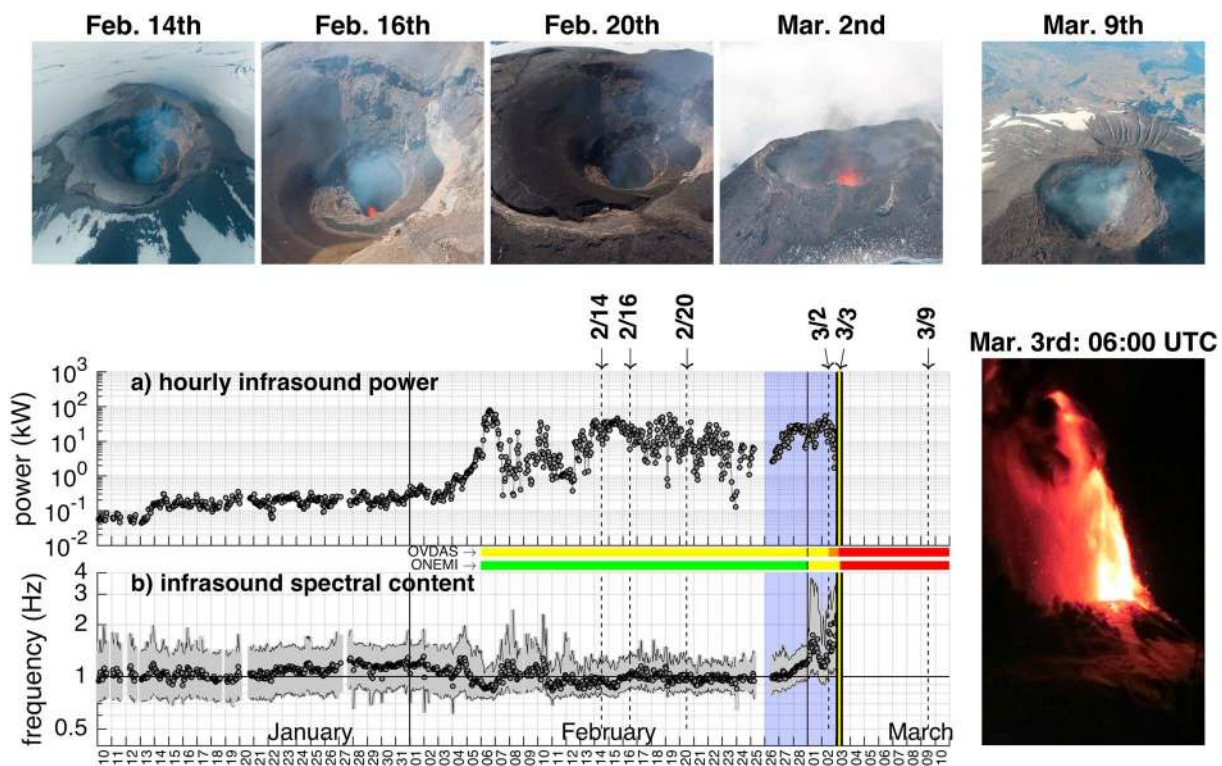 Feb. 14th
Feb. 16th
Feb. 20th
Mar. 2nd
Mar. 9th
2/14
2/16
2/20
3/2
3/3
3/9
Mar. 3rd: 06:00 UTC
a) hourly infrasound power
power (kW)
10³
10²
10¹
10⁰
10⁻¹
10⁻²
OVDAS →
ONEMI →
b) infrasound spectral content
frequency (Hz)
4
3
2
1
0.5
January
February
March
10 11 12 13 14 15 16 17 18 19 20 21 22 23 24 25 26 27 28 29 30 31 01 02 03 04 05 06 07 08 09 10 11 12 13 14 15 16 17 18 19 20 21 22 23 24 25 26 27 28 01 02 03 04 05 06 07 08 09 10